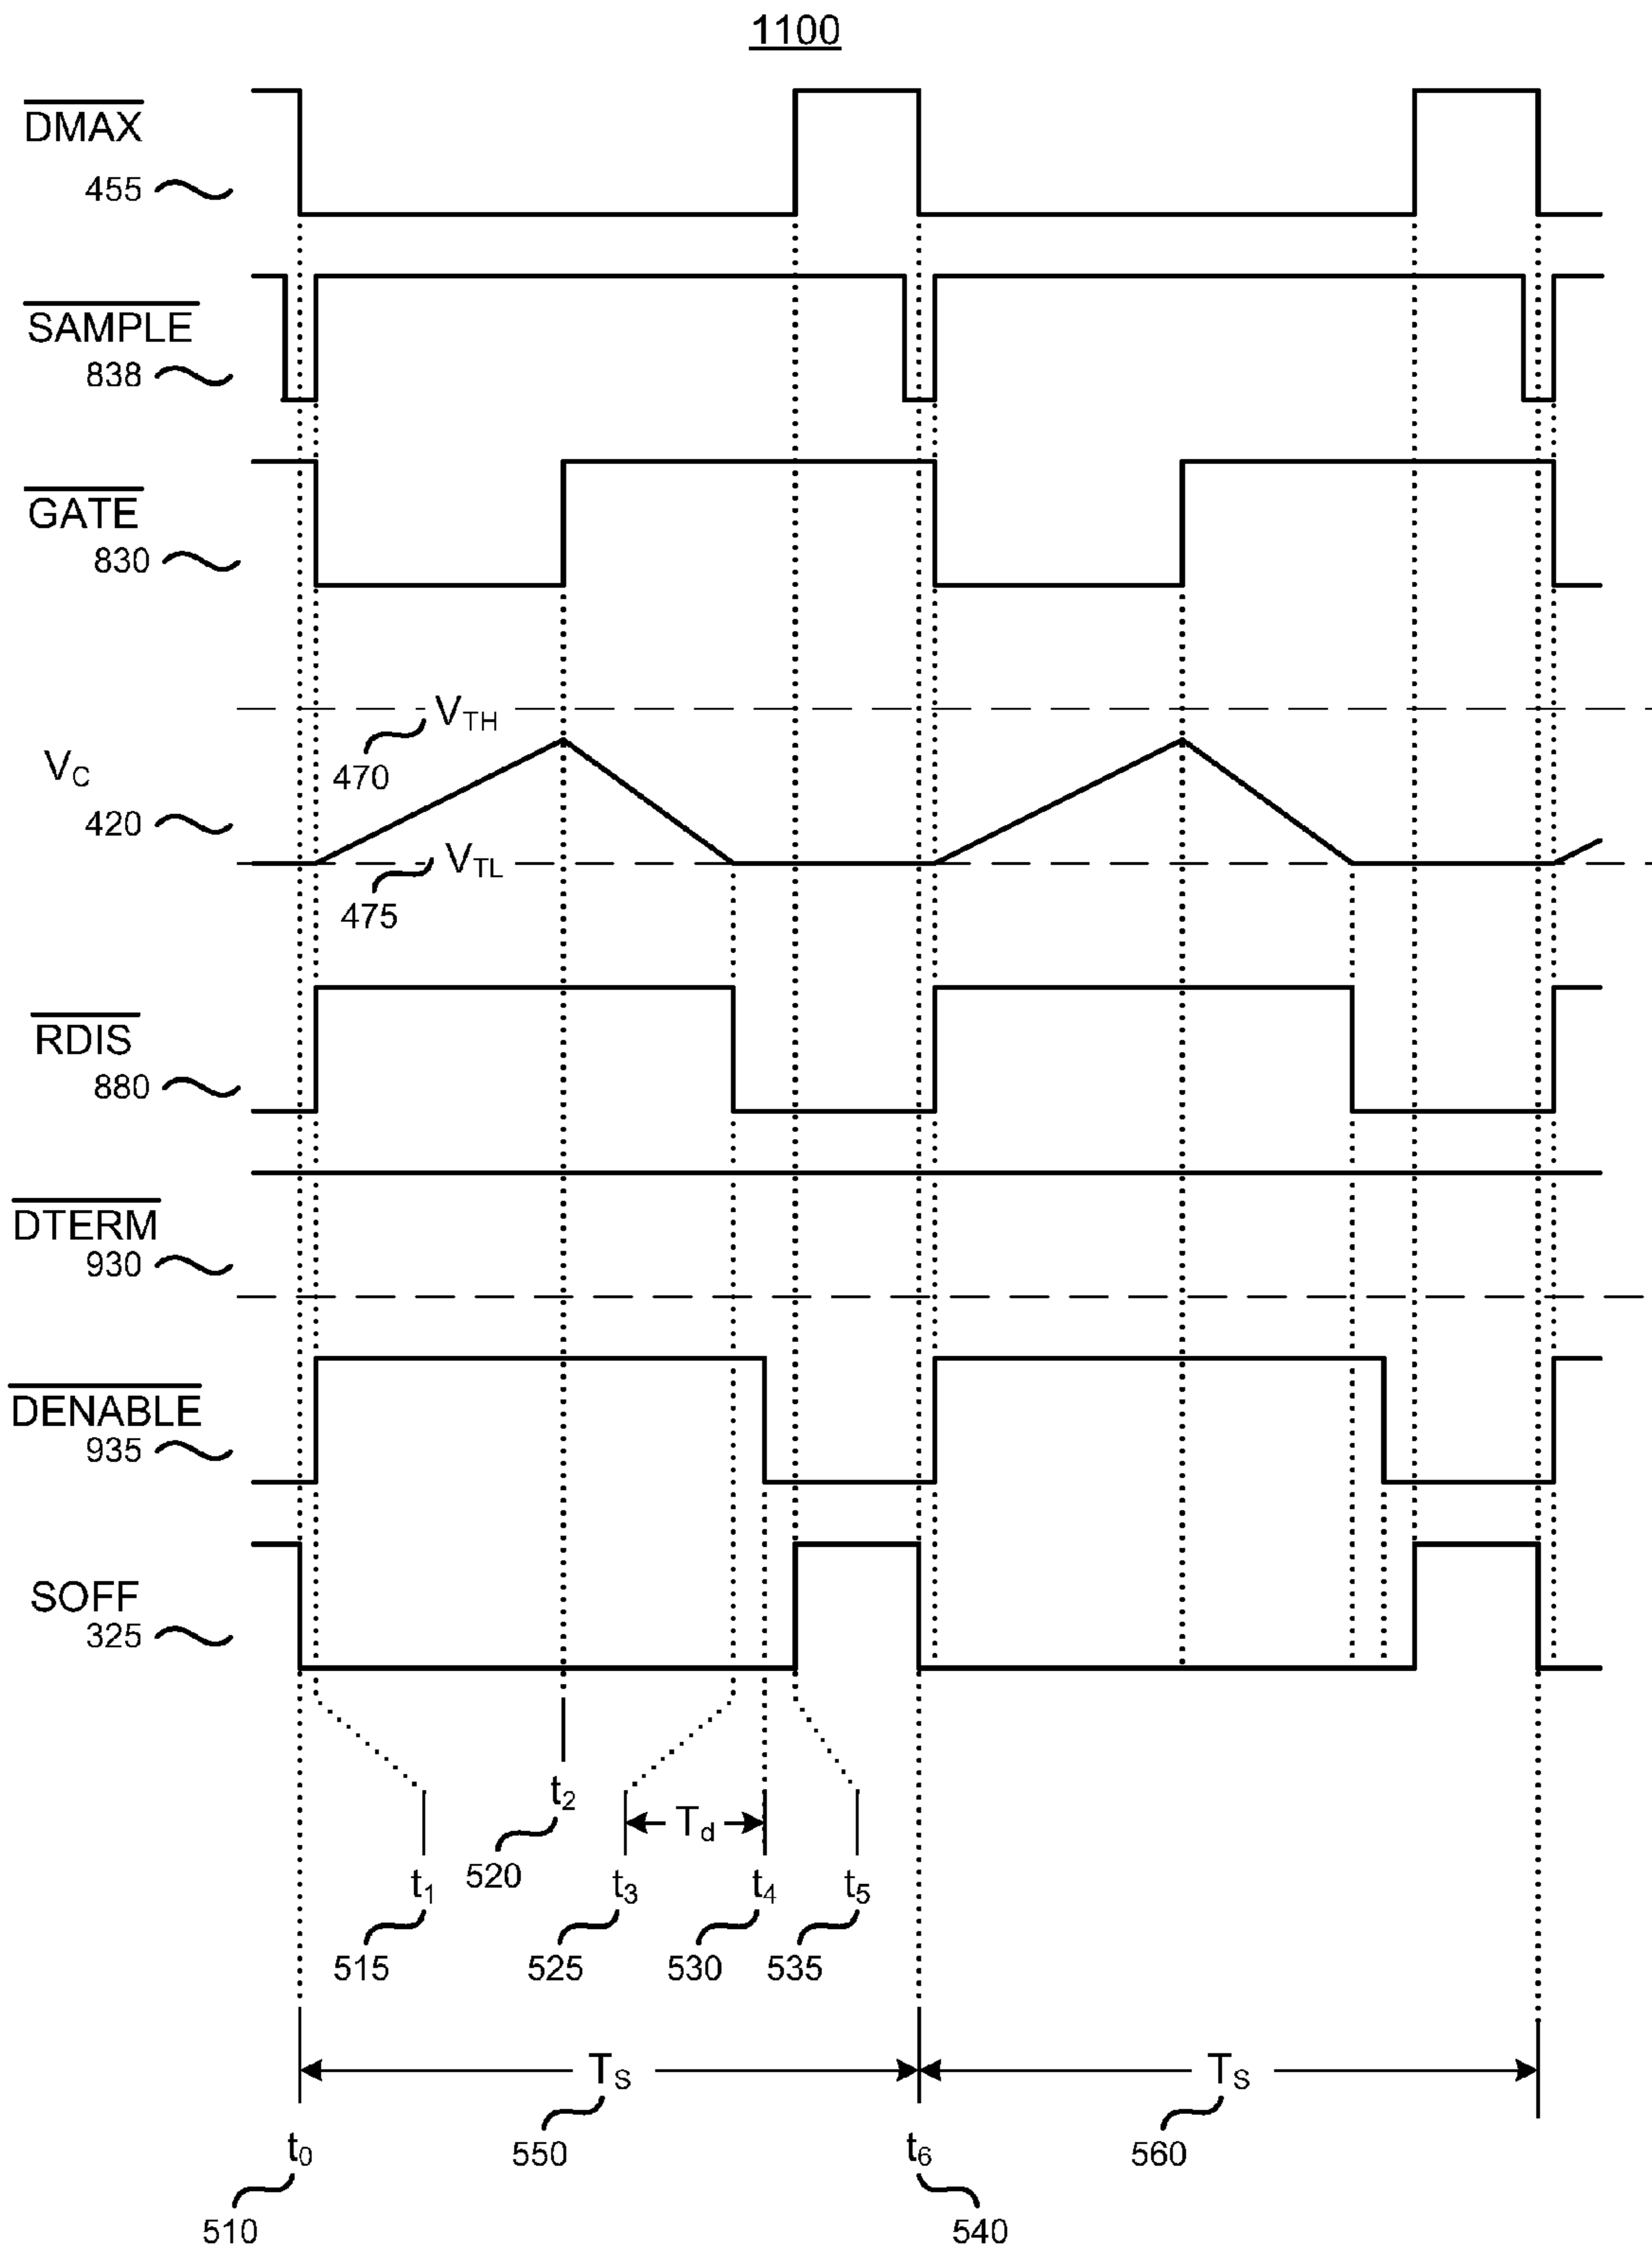 1100
DMAX
455
SAMPLE
838
GATE
830
VTH
470
VC
420
VTL
475
RDIS
880
DTERM
930
DENABLE
935
SOFF
325
t2
520
Td
t1
t3
t4
t5
515
525
530
535
TS
TS
550
560
t0
t6
510
540